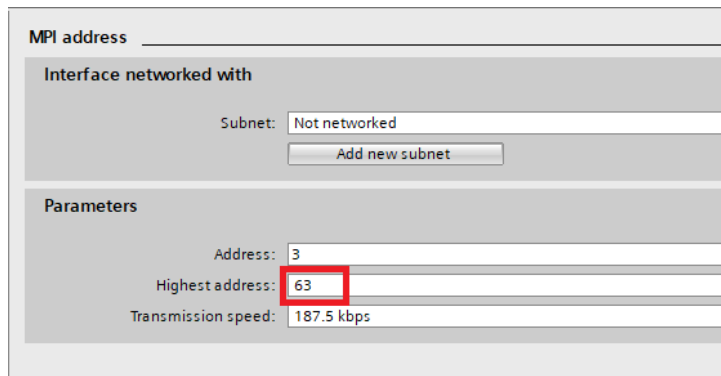 MPI address
Interface networked with
Subnet: Not networked
Add new subnet
Parameters
Address: 3
Highest address: 63
Transmission speed: 187.5 kbps